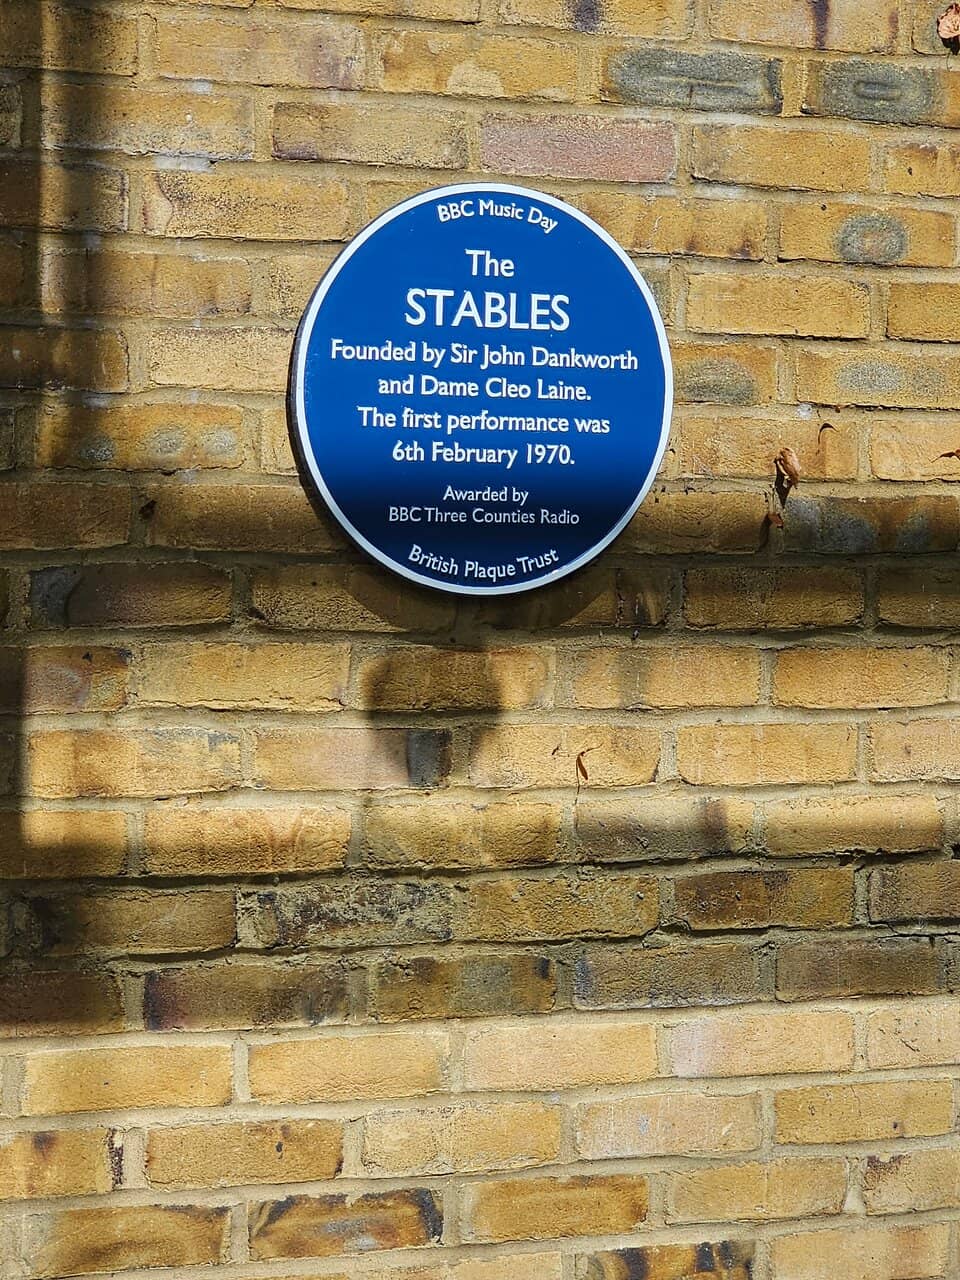 BBC Music Day
The
STABLES
Founded by Sir John Dankworth
and Dame Cleo Laine.
The first performance was
6th February 1970.
Awarded by
BBC Three Counties Radio
British Plaque Trust